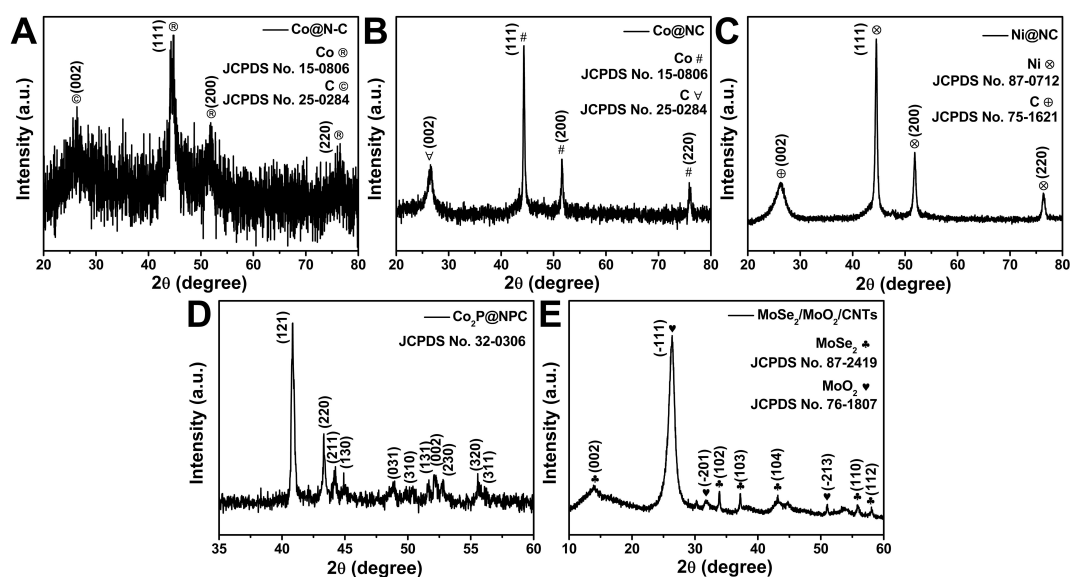 A
Co@N-C
Co ®
JCPDS No. 15-0806
C ©
JCPDS No. 25-0284
© (002)
(111) ®
® (200)
(220) ®
Intensity (a.u.)
20 30 40 50 60 70 80
2θ (degree)
B
Co@NC
Co #
JCPDS No. 15-0806
C ∀
JCPDS No. 25-0284
∀ (002)
(111) #
# (200)
# (220)
Intensity (a.u.)
20 30 40 50 60 70 80
2θ (degree)
C
Ni@NC
Ni ⊗
JCPDS No. 87-0712
C ⊕
JCPDS No. 75-1621
⊕ (002)
(111) ⊗
⊗ (200)
⊗ (220)
Intensity (a.u.)
20 30 40 50 60 70 80
2θ (degree)
D
Co₂P@NPC
JCPDS No. 32-0306
(121)
(220)
(211)
(130)
(031)
(310)
(131)
(002)
(230)
(320)
(311)
Intensity (a.u.)
35 40 45 50 55 60
2θ (degree)
E
MoSe₂/MoO₂/CNTs
MoSe₂ ♣
JCPDS No. 87-2419
MoO₂ ♥
JCPDS No. 76-1807
♣ (002)
(-111) ♥
♥ (-201)
♣ (102)
♣ (103)
♣ (104)
♥ (-213)
♣ (110)
♣ (112)
Intensity (a.u.)
10 20 30 40 50 60
2θ (degree)